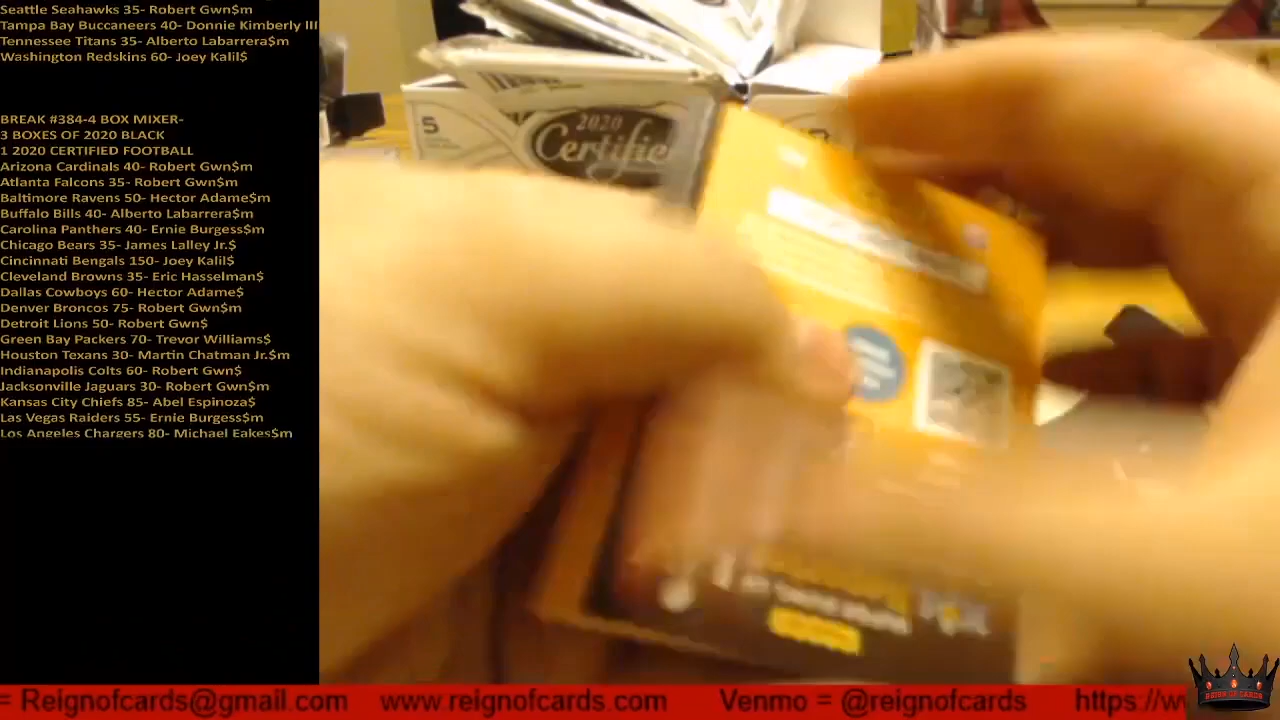 Seattle Seahawks 35- Robert Gwn$m
Tampa Bay Buccaneers 40- Donnie Kimberly III
Tennessee Titans 35- Alberto Labarrera$m
Washington Redskins 60- Joey Kalil$
BREAK #384-4 BOX MIXER-
3 BOXES OF 2020 BLACK
1 2020 CERTIFIED FOOTBALL
Arizona Cardinals 40- Robert Gwn$m
Atlanta Falcons 35- Robert Gwn$m
Baltimore Ravens 50- Hector Adame$m
Buffalo Bills 40- Alberto Labarrera$m
Carolina Panthers 40- Ernie Burgess$m
Chicago Bears 35- James Lalley Jr.$
Cincinnati Bengals 150- Joey Kalil$
Cleveland Browns 35- Eric Hasselman$
Dallas Cowboys 60- Hector Adame$
Denver Broncos 75- Robert Gwn$m
Detroit Lions 50- Robert Gwn$
Green Bay Packers 70- Trevor Williams$
Houston Texans 30- Martin Chatman Jr.$m
Indianapolis Colts 60- Robert Gwn$
Jacksonville Jaguars 30- Robert Gwn$m
Kansas City Chiefs 85- Abel Espinoza$
Las Vegas Raiders 55- Ernie Burgess$m
Los Angeles Chargers 80- Michael Eakes$m
5
2020
Certifie
= Reignofcards@gmail.com www.reignofcards.com Venmo = @reignofcards https://w
REIGN OF CARDS